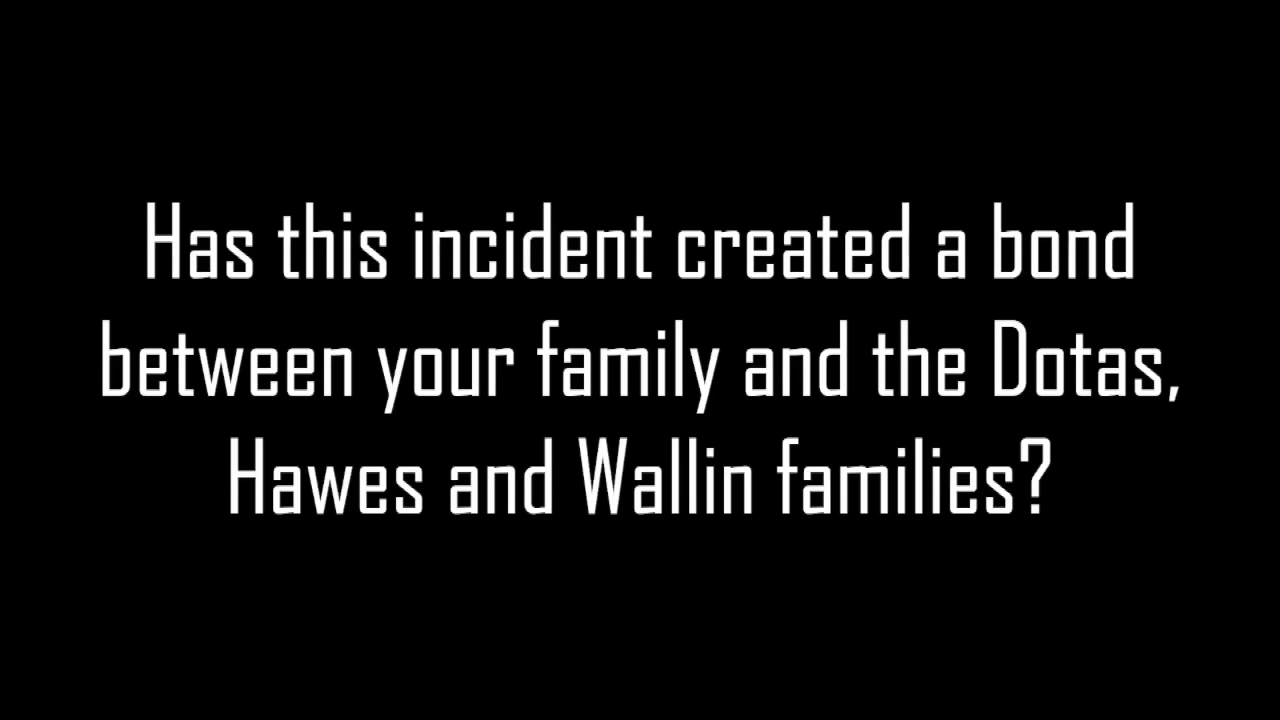 Has this incident created a bond
between your family and the Dotas,
Hawes and Wallin families?